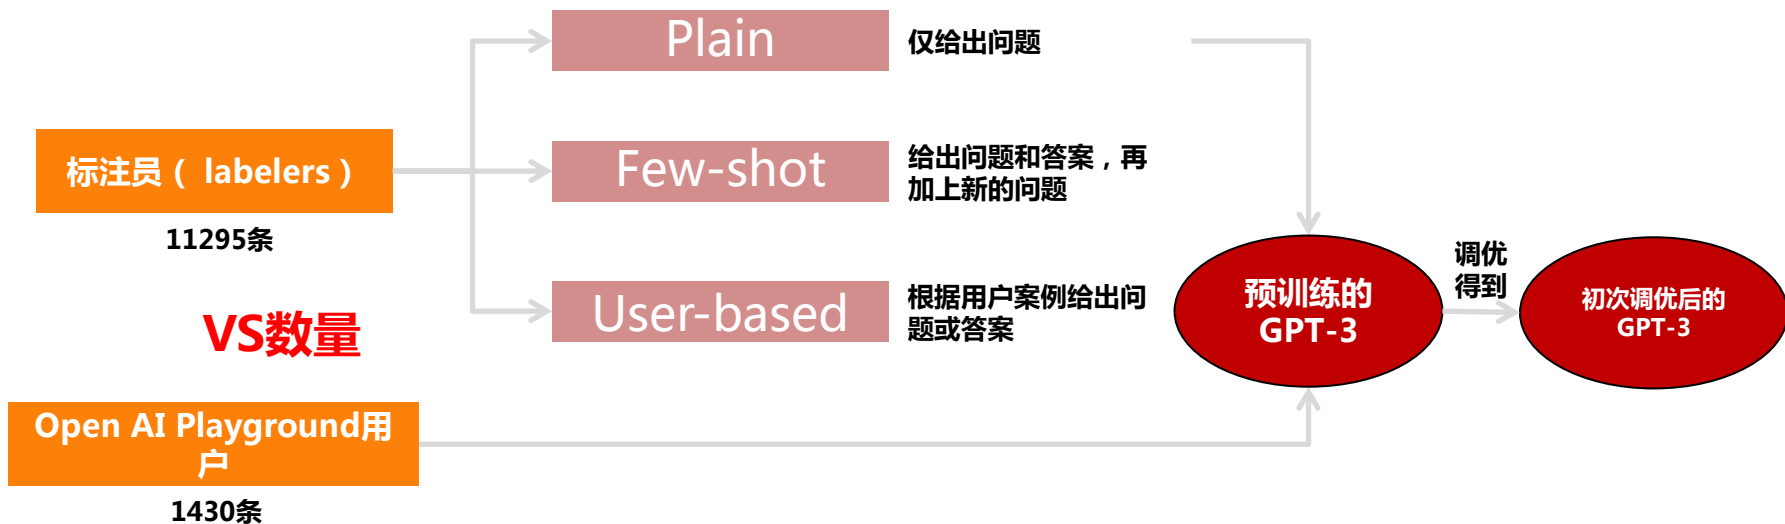 Plain
仅给出问题
标注员（ labelers）
11295条
Few-shot
给出问题和答案，再
加上新的问题
User-based
根据用户案例给出问
题或答案
VS数量
Open AI Playground用
户
1430条
预训练的
GPT-3
调优
得到
初次调优后的
GPT-3